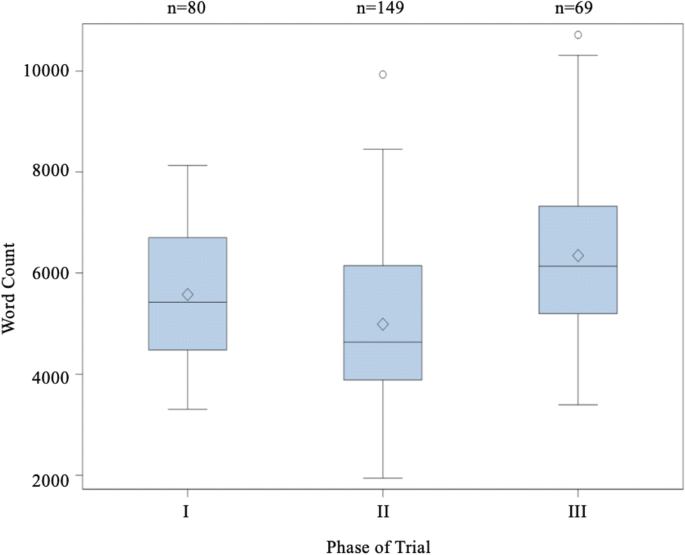 n=80 n=149 n=69
10000
8000
6000
4000
2000
Word Count
I II III
Phase of Trial